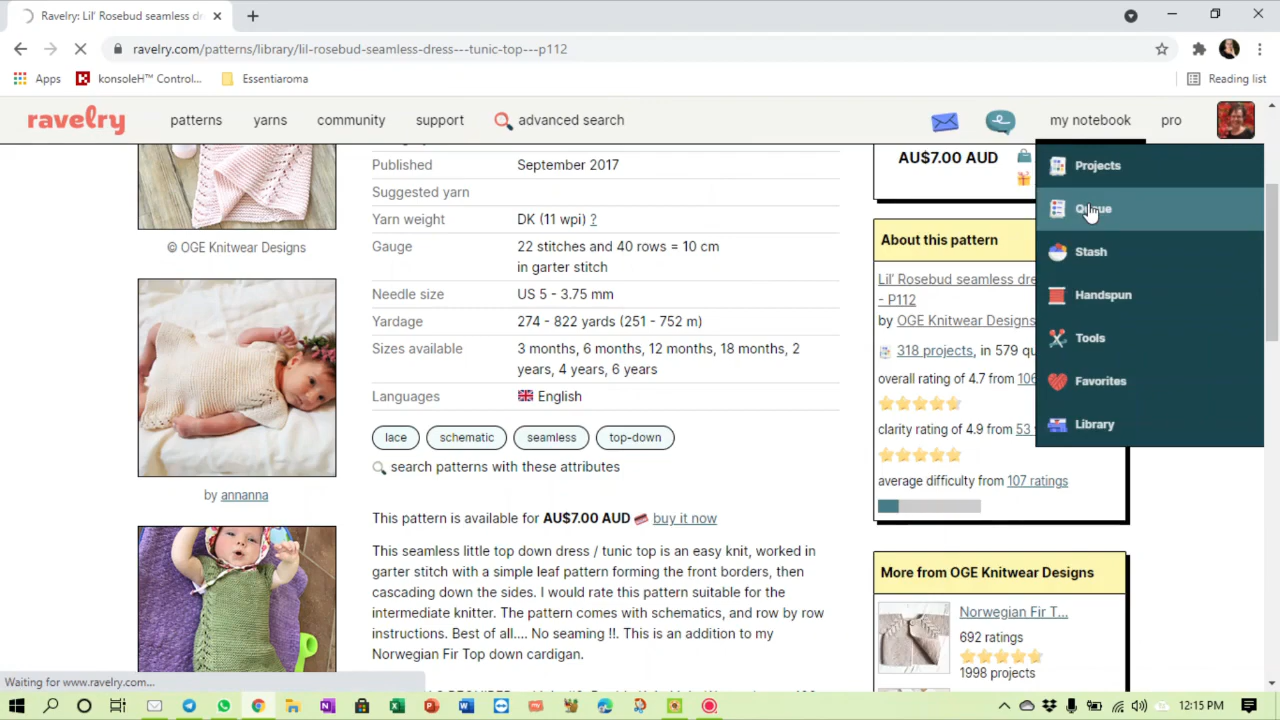 Ravelry: Lil' Rosebud seamless dr
ravelry.com/patterns/library/lil-rosebud-seamless-dress---tunic-top---p112
Apps
konsoleH™ Control...
Essentiaroma
Reading list
ravelry
patterns
yarns
community
support
advanced search
my notebook
pro
Projects
Queue
Stash
Handspun
Tools
Favorites
Library
© OGE Knitwear Designs
by annanna
Published September 2017
Suggested yarn
Yarn weight DK (11 wpi) ?
Gauge 22 stitches and 40 rows = 10 cm
in garter stitch
Needle size US 5 - 3.75 mm
Yardage 274 - 822 yards (251 - 752 m)
Sizes available 3 months, 6 months, 12 months, 18 months, 2
years, 4 years, 6 years
Languages English
lace schematic seamless top-down
search patterns with these attributes
This pattern is available for AU$7.00 AUD buy it now
This seamless little top down dress / tunic top is an easy knit, worked in
garter stitch with a simple leaf pattern forming the front borders, then
cascading down the sides. I would rate this pattern suitable for the
intermediate knitter. The pattern comes with schematics, and row by row
instructions. Best of all.... No seaming !!. This is an addition to my
Norwegian Fir Top down cardigan.
AU$7.00 AUD
About this pattern
Lil' Rosebud seamless dre
- P112
by OGE Knitwear Designs
318 projects, in 579 qu
overall rating of 4.7 from 106
clarity rating of 4.9 from 53
average difficulty from 107 ratings
More from OGE Knitwear Designs
Norwegian Fir T...
692 ratings
1998 projects
Waiting for www.ravelry.com...
12:15 PM